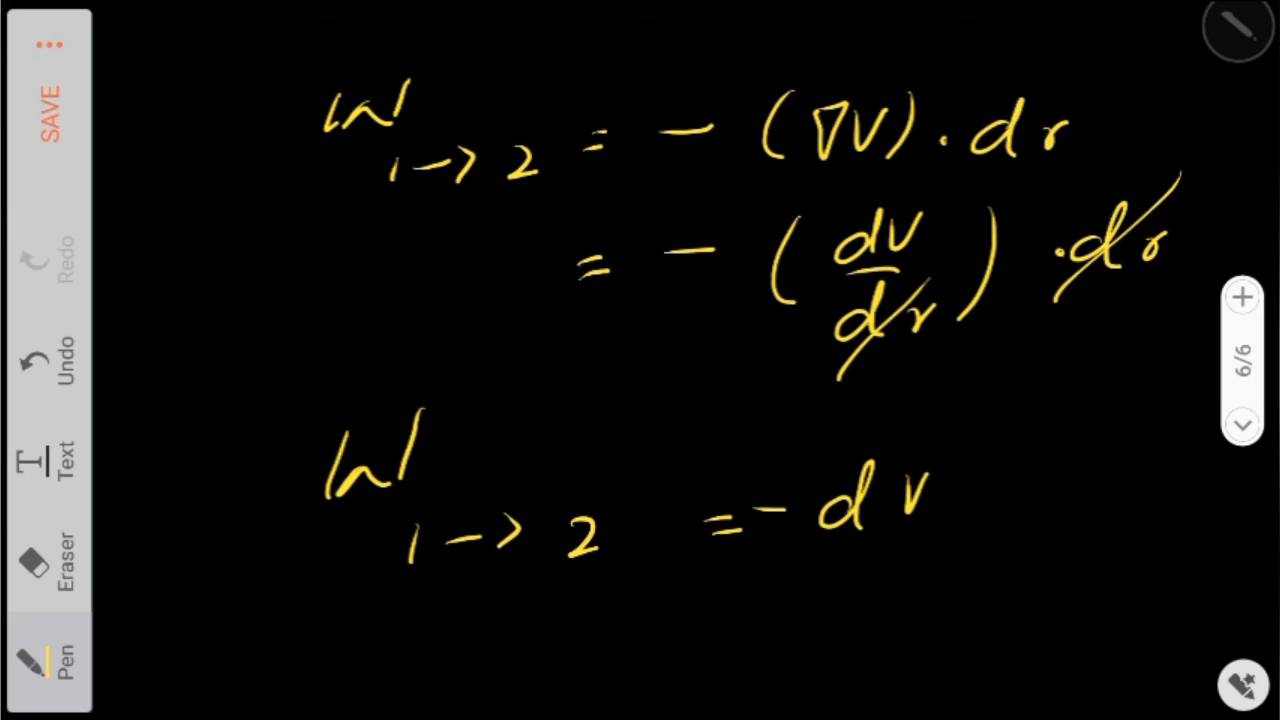 W₁→₂ = − (∇V) . dr
= − (dV/dr) . dr
W₁→₂ = − dV
SAVE
Redo
Undo
Text
Eraser
Pen
6/6